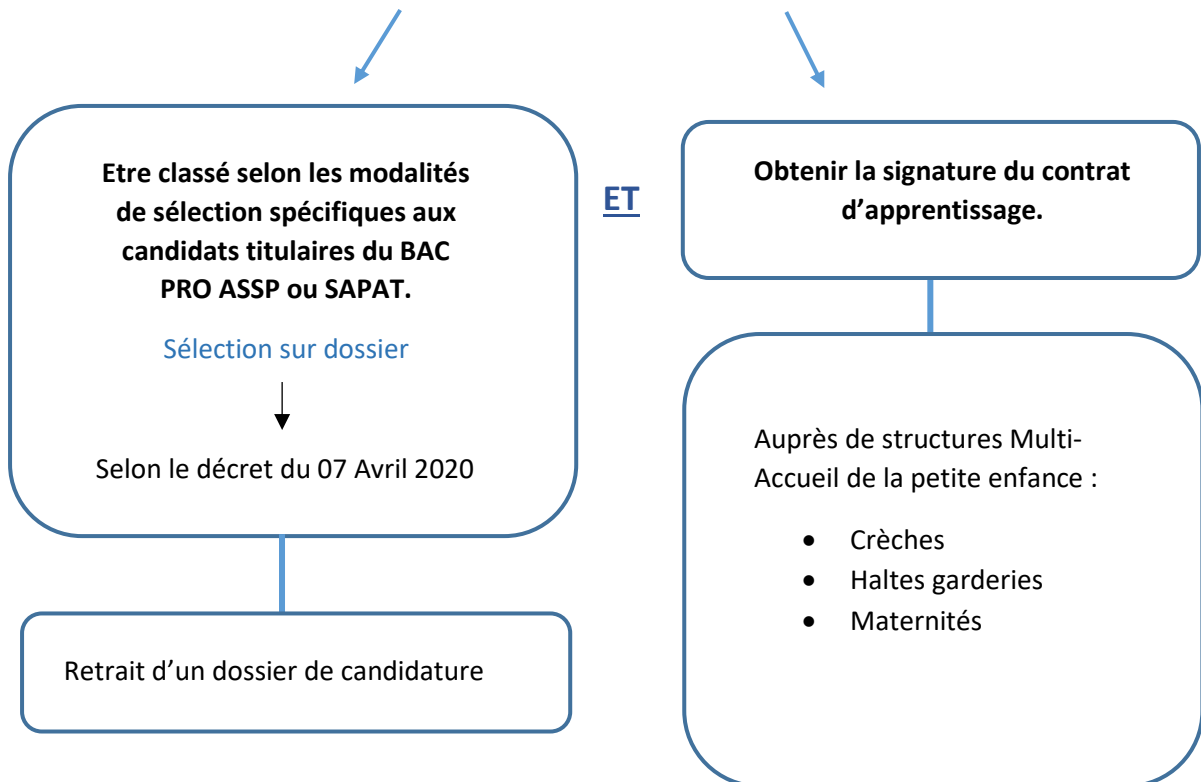 Etre classé selon les modalités
de sélection spécifiques aux
candidats titulaires du BAC
PRO ASSP ou SAPAT.
Sélection sur dossier
Selon le décret du 07 Avril 2020
Retrait d’un dossier de candidature
ET
Obtenir la signature du contrat
d’apprentissage.
Auprès de structures Multi-
Accueil de la petite enfance :
• Crèches
• Haltes garderies
• Maternités